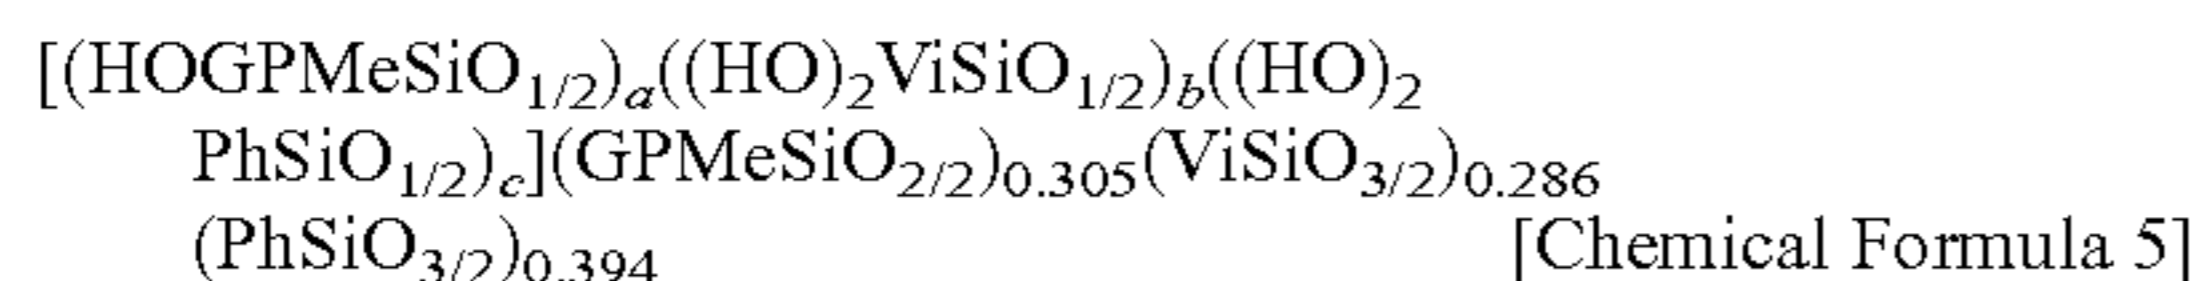 [(HOGPMeSiO1/2)a((HO)2ViSiO1/2)b((HO)2
PhSiO1/2)c](GPMeSiO2/2)0.305(ViSiO3/2)0.286
(PhSiO3/2)0.394 [Chemical Formula 5]